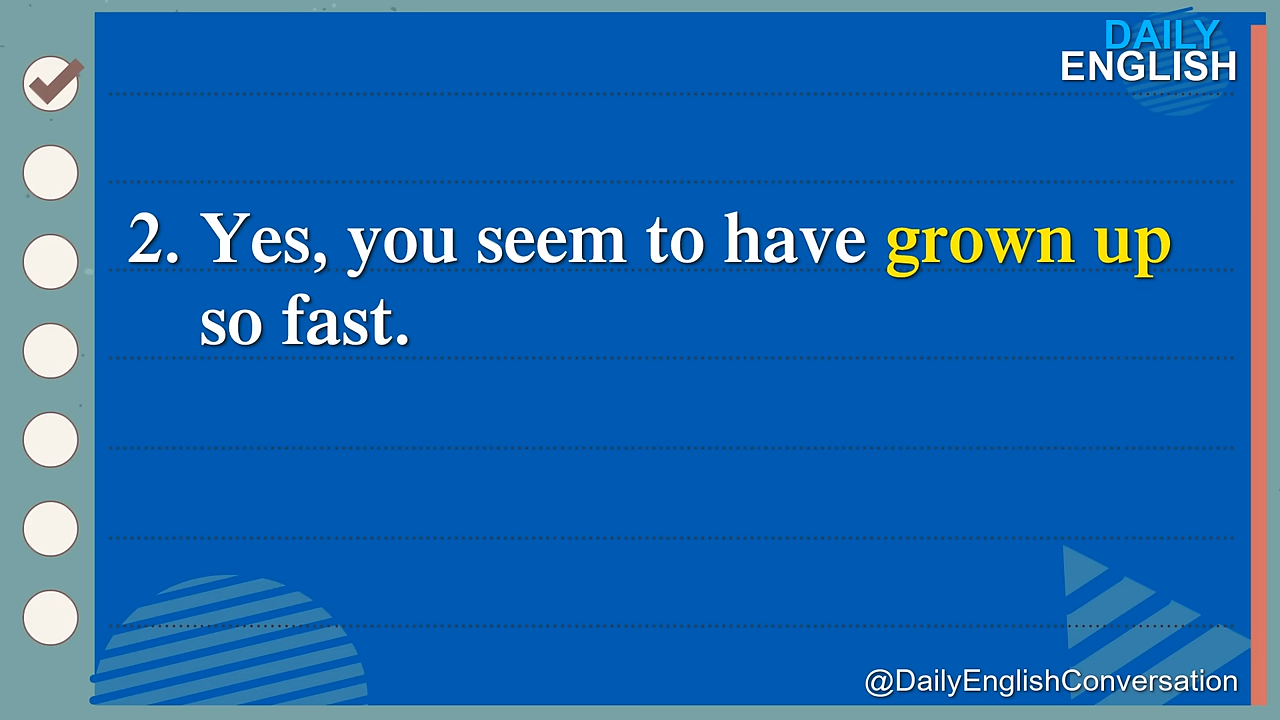 DAILY
ENGLISH
2. Yes, you seem to have grown up
so fast.
@DailyEnglishConversation